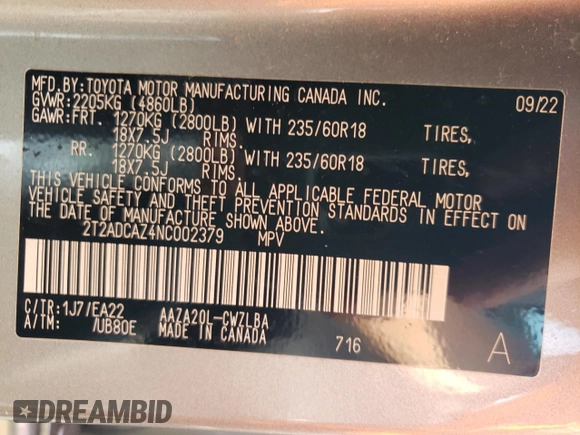 MFD.BY:TOYOTA MOTOR MANUFACTURING CANADA INC. 09/22
GVWR:2205KG (4860LB)
GAWR:FRT. 1270KG (2800LB) WITH 235/60R18 TIRES,
18X7.5J RIMS.
RR. 1270KG (2800LB) WITH 235/60R18 TIRES,
18X7.5J RIMS.
THIS VEHICLE CONFORMS TO ALL APPLICABLE FEDERAL MOTOR
VEHICLE SAFETY AND THEFT PREVENTION STANDARDS IN EFFECT ON
THE DATE OF MANUFACTURE SHOWN ABOVE.
2T2ADCAZ4NC002379 MPV
C/TR:1J7/EA22 AAZA20L-CWZLBA
A/TM: /UB80E MADE IN CANADA 716 A
DREAMBID